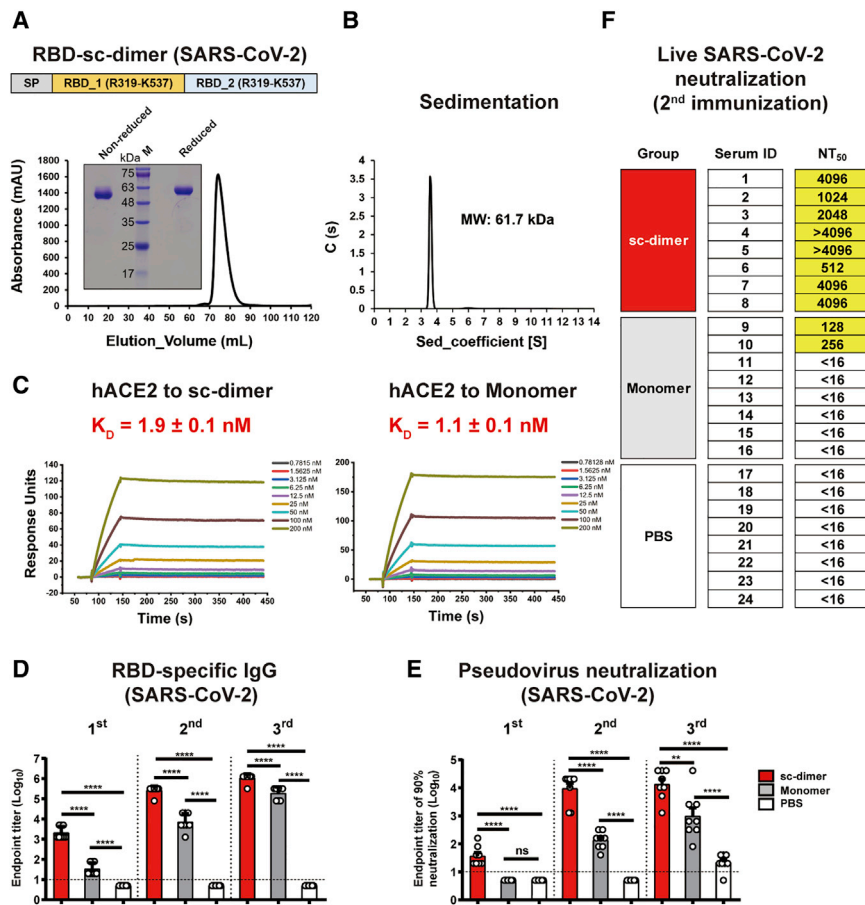 A
RBD-sc-dimer (SARS-CoV-2)
SP RBD_1 (R319-K537) RBD_2 (R319-K537)
Non-reduced
kDa
M
Reduced
75
63
48
35
25
17
Absorbance (mAU)
1800
1600
1400
1200
1000
800
600
400
200
0
0 10 20 30 40 50 60 70 80 90 100 110 120
Elution_Volume (mL)
B
Sedimentation
MW: 61.7 kDa
C (s)
4
3.5
3
2.5
2
1.5
1
0.5
0
0 1 2 3 4 5 6 7 8 9 10 11 12 13 14
Sed_coefficient [S]
C
hACE2 to sc-dimer
K_D = 1.9 ± 0.1 nM
Response Units
140
120
100
80
60
40
20
0
-20
50 100 150 200 250 300 350 400 450
Time (s)
0.7815 nM
1.5625 nM
3.125 nM
6.25 nM
12.5 nM
25 nM
50 nM
100 nM
200 nM
hACE2 to Monomer
K_D = 1.1 ± 0.1 nM
200
150
100
50
0
50 100 150 200 250 300 350 400 450
Time (s)
0.78128 nM
1.5625 nM
3.125 nM
6.25 nM
12.5 nM
25 nM
50 nM
100 nM
200 nM
D
RBD-specific IgG
(SARS-CoV-2)
1st 2nd 3rd
Endpoint titer (Log10)
7
6
5
4
3
2
1
0
****
****
****
****
****
****
****
****
****
E
Pseudovirus neutralization
(SARS-CoV-2)
1st 2nd 3rd
Endpoint titer of 90%
neutralization (Log10)
5
4
3
2
1
0
****
****
ns
****
****
****
****
**
****
sc-dimer
Monomer
PBS
F
Live SARS-CoV-2
neutralization
(2nd immunization)
Group Serum ID NT50
sc-dimer
1 4096
2 1024
3 2048
4 >4096
5 >4096
6 512
7 4096
8 4096
Monomer
9 128
10 256
11 <16
12 <16
13 <16
14 <16
15 <16
16 <16
PBS
17 <16
18 <16
19 <16
20 <16
21 <16
22 <16
23 <16
24 <16